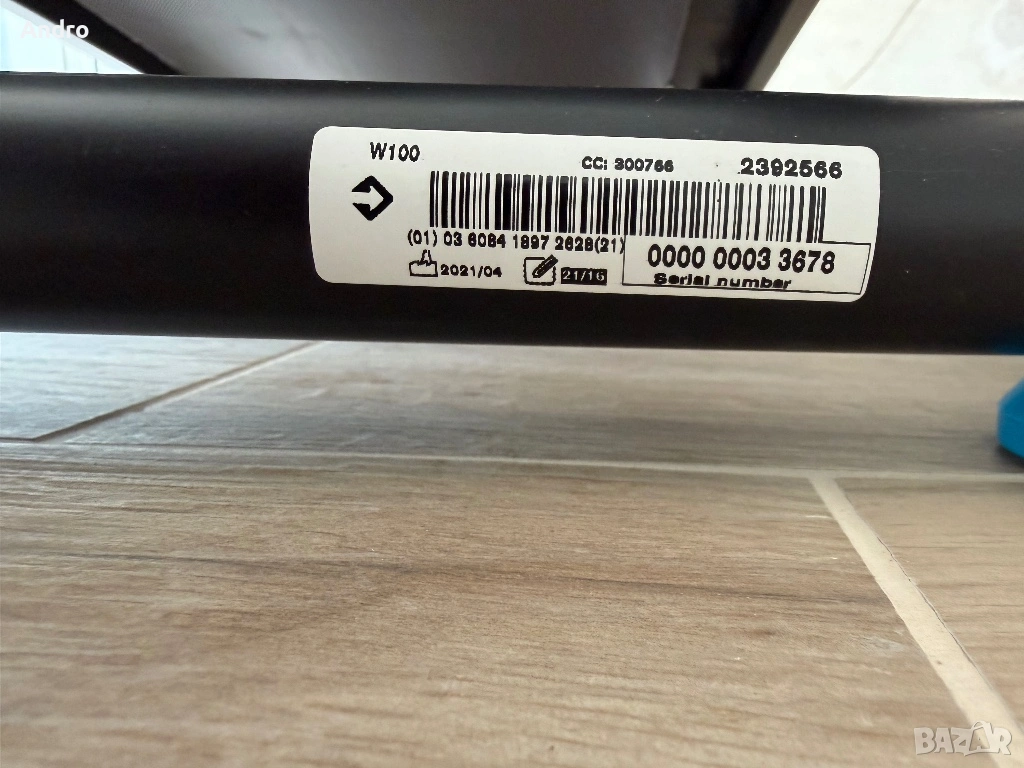 Andro
W100
CC: 300766
2392566
(01) 03 6084 1897 2628(21)
0000 0003 3678
Serial number
2021/04
21/16
BAZAR